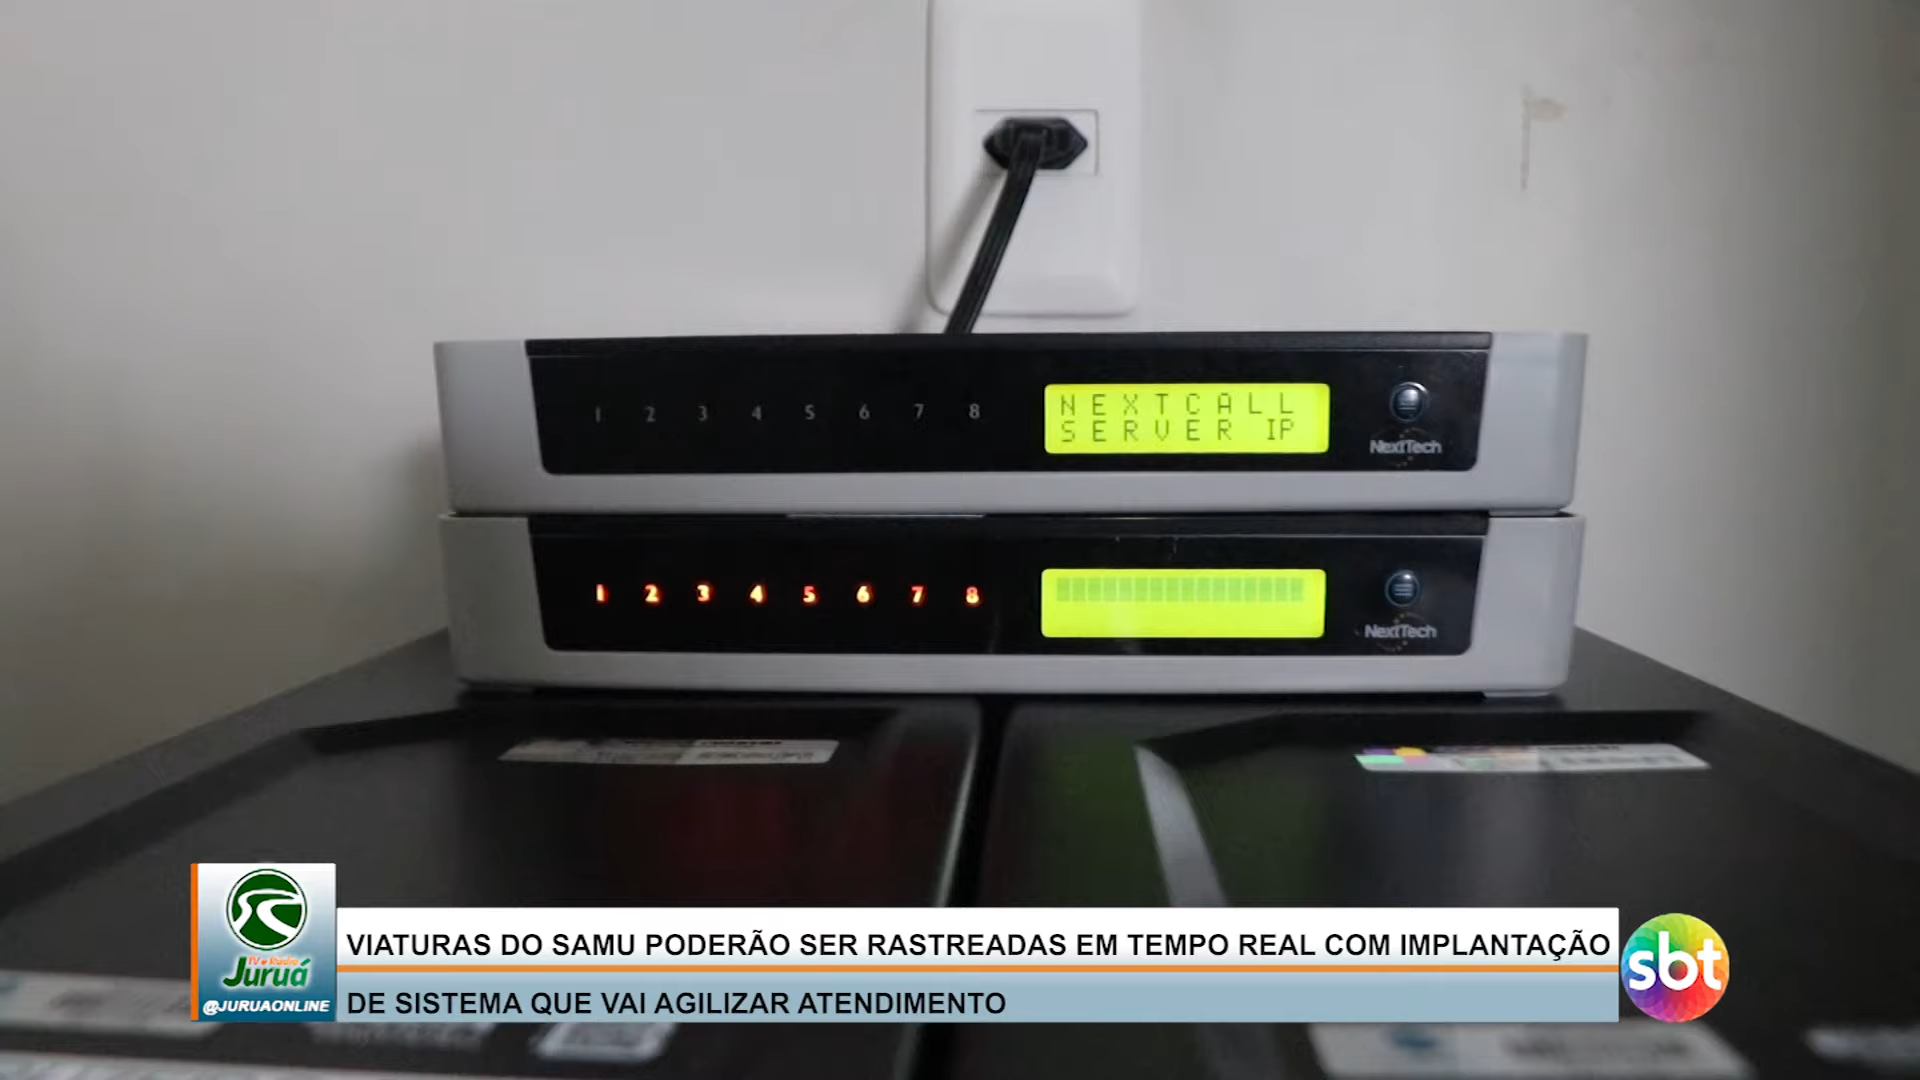 1 2 3 4 5 6 7 8
NEXTCALL
SERVER IP
NextTech
1 2 3 4 5 6 7 8
NextTech
TV e Rádio
Juruá
@JURUAONLINE
VIATURAS DO SAMU PODERÃO SER RASTREADAS EM TEMPO REAL COM IMPLANTAÇÃO
DE SISTEMA QUE VAI AGILIZAR ATENDIMENTO
sbt